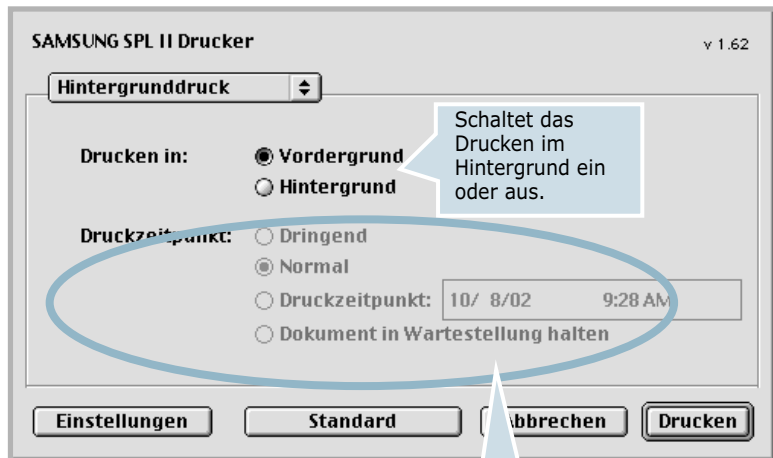 SAMSUNG SPL II Drucker
v 1.62
Hintergrunddruck
Drucken in:
Vordergrund
Hintergrund
Schaltet das
Drucken im
Hintergrund ein
oder aus.
Druckzeitpunkt:
Dringend
Normal
Druckzeitpunkt: 10/ 8/02 9:28 AM
Dokument in Wartestellung halten
Einstellungen
Standard
Abbrechen
Drucken